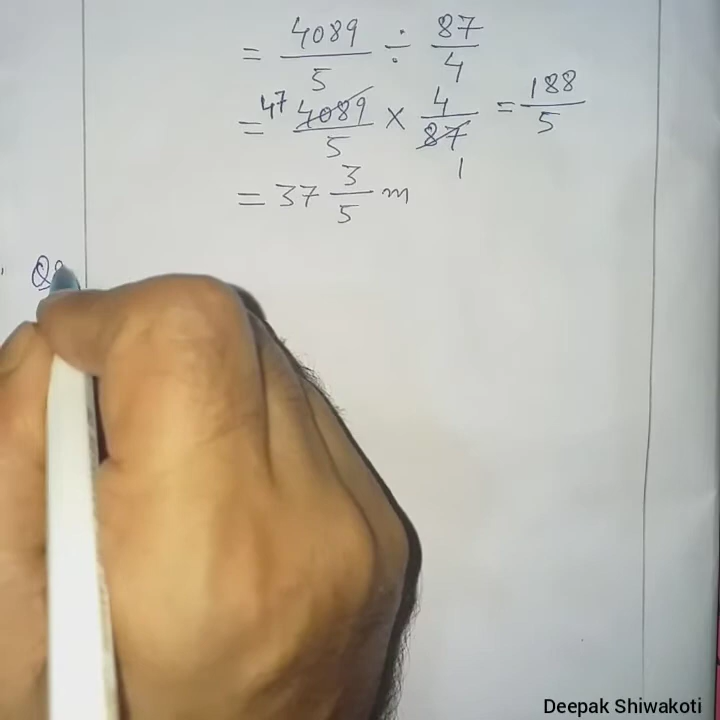 = 4089/5 ÷ 87/4
= 47 4089/5 × 4/87 1 = 188/5
= 37 3/5 m
Deepak Shiwakoti